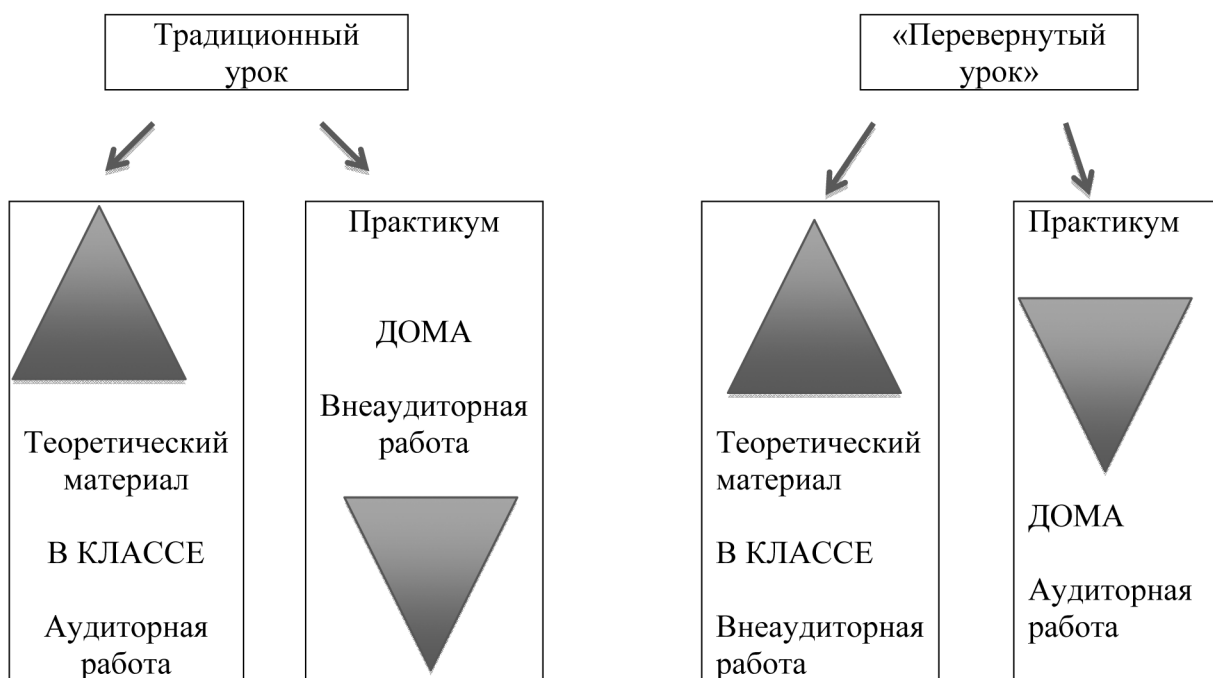 Традиционный
урок
Теоретический
материал
В КЛАССЕ
Аудиторная
работа
Практикум
ДОМА
Внеаудиторная
работа
«Перевернутый
урок»
Теоретический
материал
В КЛАССЕ
Внеаудиторная
работа
Практикум
ДОМА
Аудиторная
работа